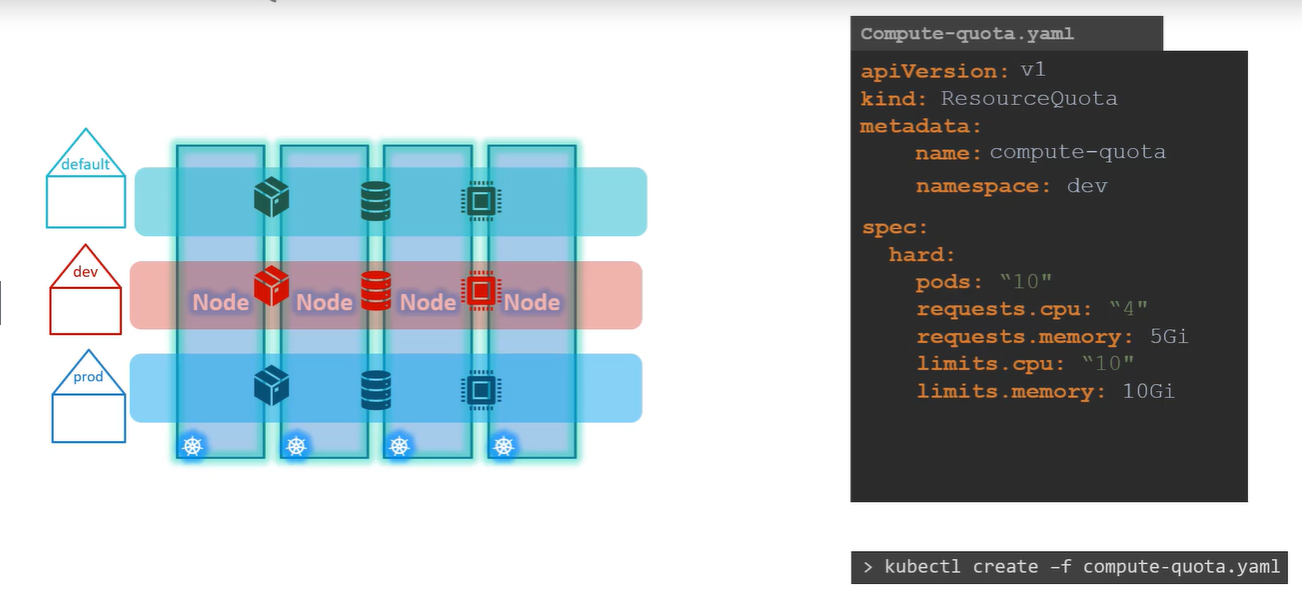 default
dev
prod
Node Node Node Node
Compute-quota.yaml
apiVersion: v1
kind: ResourceQuota
metadata:
name: compute-quota
namespace: dev
spec:
hard:
pods: “10"
requests.cpu: “4"
requests.memory: 5Gi
limits.cpu: “10"
limits.memory: 10Gi
> kubectl create –f compute-quota.yaml